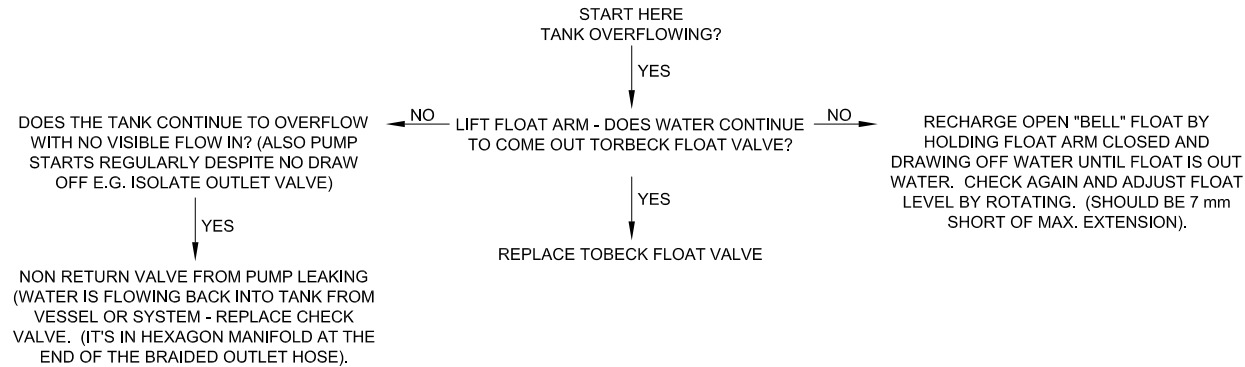 START HERE
TANK OVERFLOWING?
YES
NO
NO
DOES THE TANK CONTINUE TO OVERFLOW
WITH NO VISIBLE FLOW IN? (ALSO PUMP
STARTS REGULARLY DESPITE NO DRAW
OFF E.G. ISOLATE OUTLET VALVE)
LIFT FLOAT ARM - DOES WATER CONTINUE
TO COME OUT TORBECK FLOAT VALVE?
RECHARGE OPEN "BELL" FLOAT BY
HOLDING FLOAT ARM CLOSED AND
DRAWING OFF WATER UNTIL FLOAT IS OUT
WATER. CHECK AGAIN AND ADJUST FLOAT
LEVEL BY ROTATING. (SHOULD BE 7 mm
SHORT OF MAX. EXTENSION).
YES
YES
NON RETURN VALVE FROM PUMP LEAKING
(WATER IS FLOWING BACK INTO TANK FROM
VESSEL OR SYSTEM - REPLACE CHECK
VALVE. (IT'S IN HEXAGON MANIFOLD AT THE
END OF THE BRAIDED OUTLET HOSE).
REPLACE TOBECK FLOAT VALVE